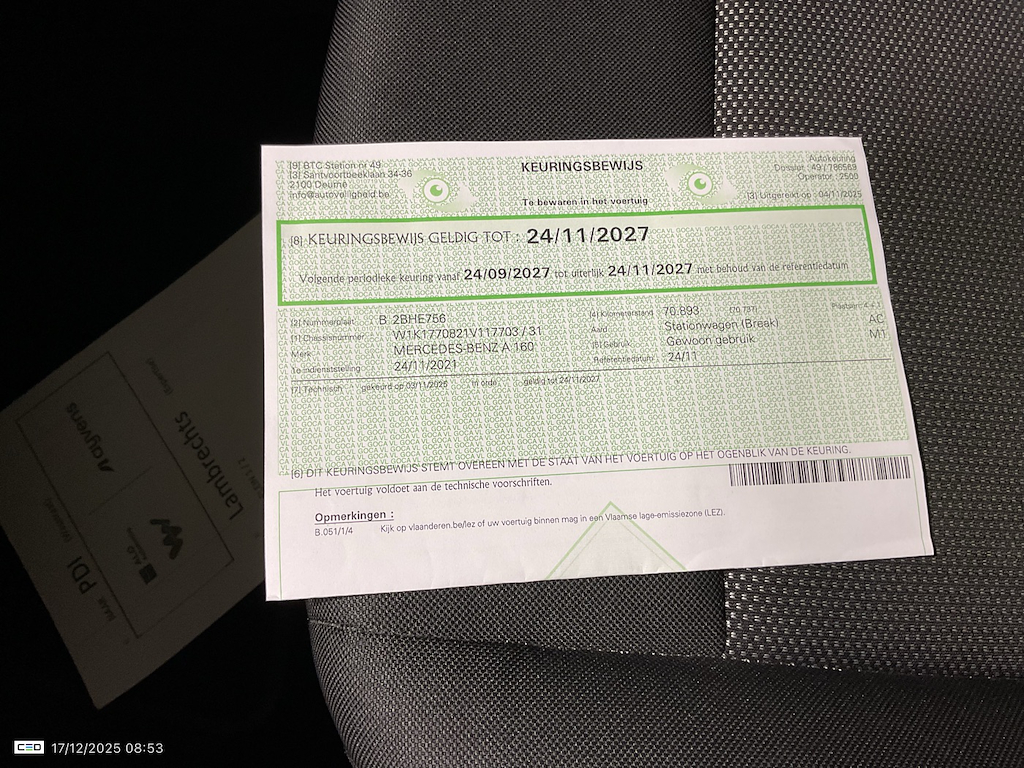 [9] BTC Station nr 49
[3] Santvoortbeeklaan 34-36
2100 Deurne
info@autoveiligheid.be
KEURINGSBEWIJS
Te bewaren in het voertuig
Autokeuring
Dossier : 49 / 786563
Operator : 2500
[3] Uitgereikt op : 04/11/2025
[8] KEURINGSBEWIJS GELDIG TOT : 24/11/2027
Volgende periodieke keuring vanaf 24/09/2027 tot uiterlijk 24/11/2027 met behoud van de referentiedatum
[2] Nummerplaat B 2BHE756
[1] Chassisnummer W1K1770821V117703 / 31
Merk MERCEDES-BENZ A 160
1e indienststelling 24/11/2021
[4] Kilometerstand 70.893
Aard Stationwagen (Break)
[5] Gebruik Gewoon gebruik
Referentiedatum 24/11
AC
M1
[7] Technisch goedkeurd op 03/11/2025 In orde geldig tot 24/11/2027
[6] DIT KEURINGSBEWIJS STEMT OVEREEN MET DE STAAT VAN HET VOERTUIG OP HET OGENBLIK VAN DE KEURING.
Het voertuig voldoet aan de technische voorschriften.
Opmerkingen :
B.051/1/4 Kijk op vlaanderen.be/lez of uw voertuig binnen mag in een Vlaamse lage-emissiezone (LEZ).
ayvens
Lambrechts
PDI
NAAR
CEO 17/12/2025 08:53